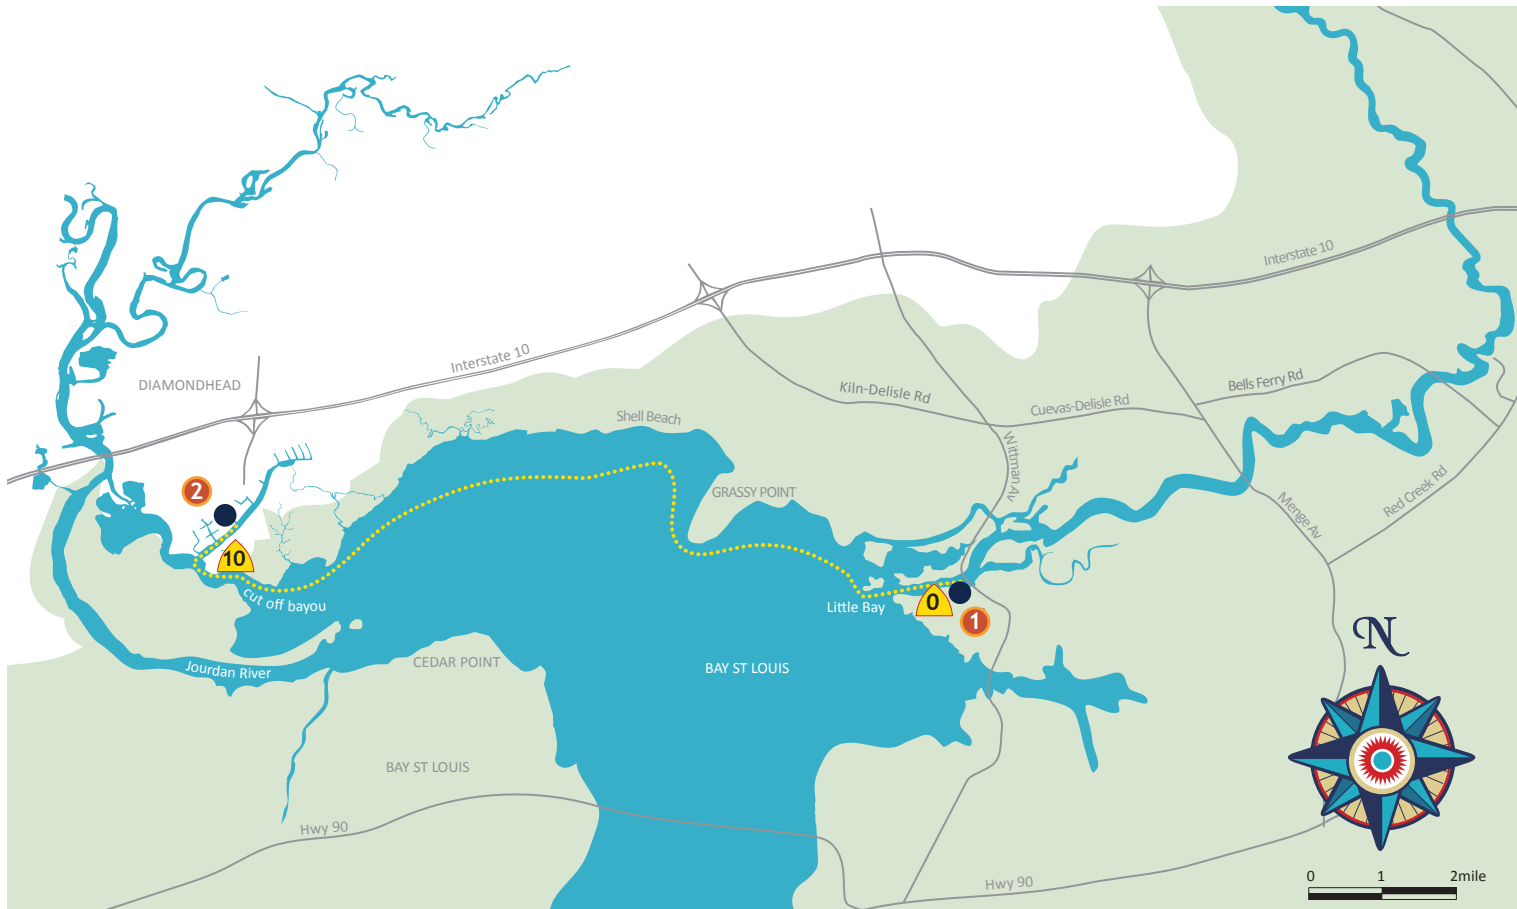 Interstate 10
Interstate 10
DIAMONDHEAD
Bells Ferry Rd
Kiln-Delisle Rd
Cuevas-Delisle Rd
Shell Beach
Wittman Av
2
GRASSY POINT
Red Creek Rd
Menge Av
10
cut off bayou
Little Bay
0
1
N
Jourdan River
CEDAR POINT
BAY ST LOUIS
BAY ST LOUIS
Hwy 90
Hwy 90
0 1 2mile